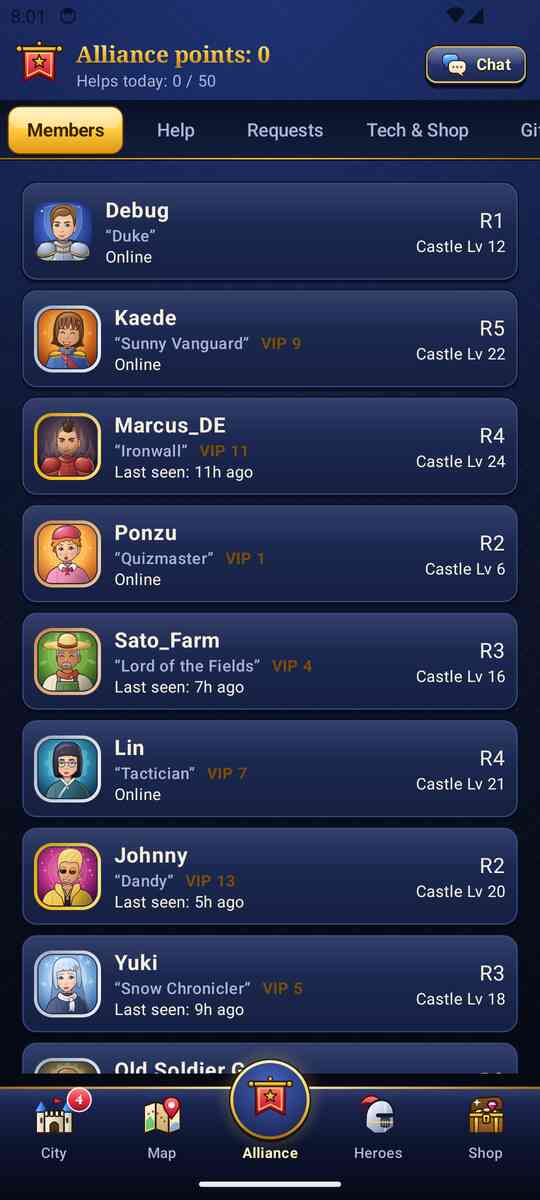 8:01
Alliance points: 0
Helps today: 0 / 50
Chat
Members Help Requests Tech & Shop
Debug
“Duke”
Online
R1
Castle Lv 12
Kaede
“Sunny Vanguard” VIP 9
Online
R5
Castle Lv 22
Marcus_DE
“Ironwall” VIP 11
Last seen: 11h ago
R4
Castle Lv 24
Ponzu
“Quizmaster” VIP 1
Online
R2
Castle Lv 6
Sato_Farm
“Lord of the Fields” VIP 4
Last seen: 7h ago
R3
Castle Lv 16
Lin
“Tactician” VIP 7
Online
R4
Castle Lv 21
Johnny
“Dandy” VIP 13
Last seen: 5h ago
R2
Castle Lv 20
Yuki
“Snow Chronicler” VIP 5
Last seen: 9h ago
R3
Castle Lv 18
Old Soldier
4
City Map Alliance Heroes Shop